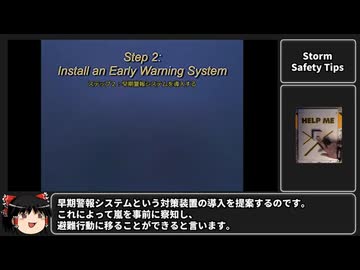 Step 2:
Install an Early Warning System
ステップ2：早期警報システムを導入する
Storm
Safety Tips
HELP ME
早期警報システムという対策装置の導入を提案するのです。
これによって嵐を事前に察知し、
避難行動に移ることができると言います。